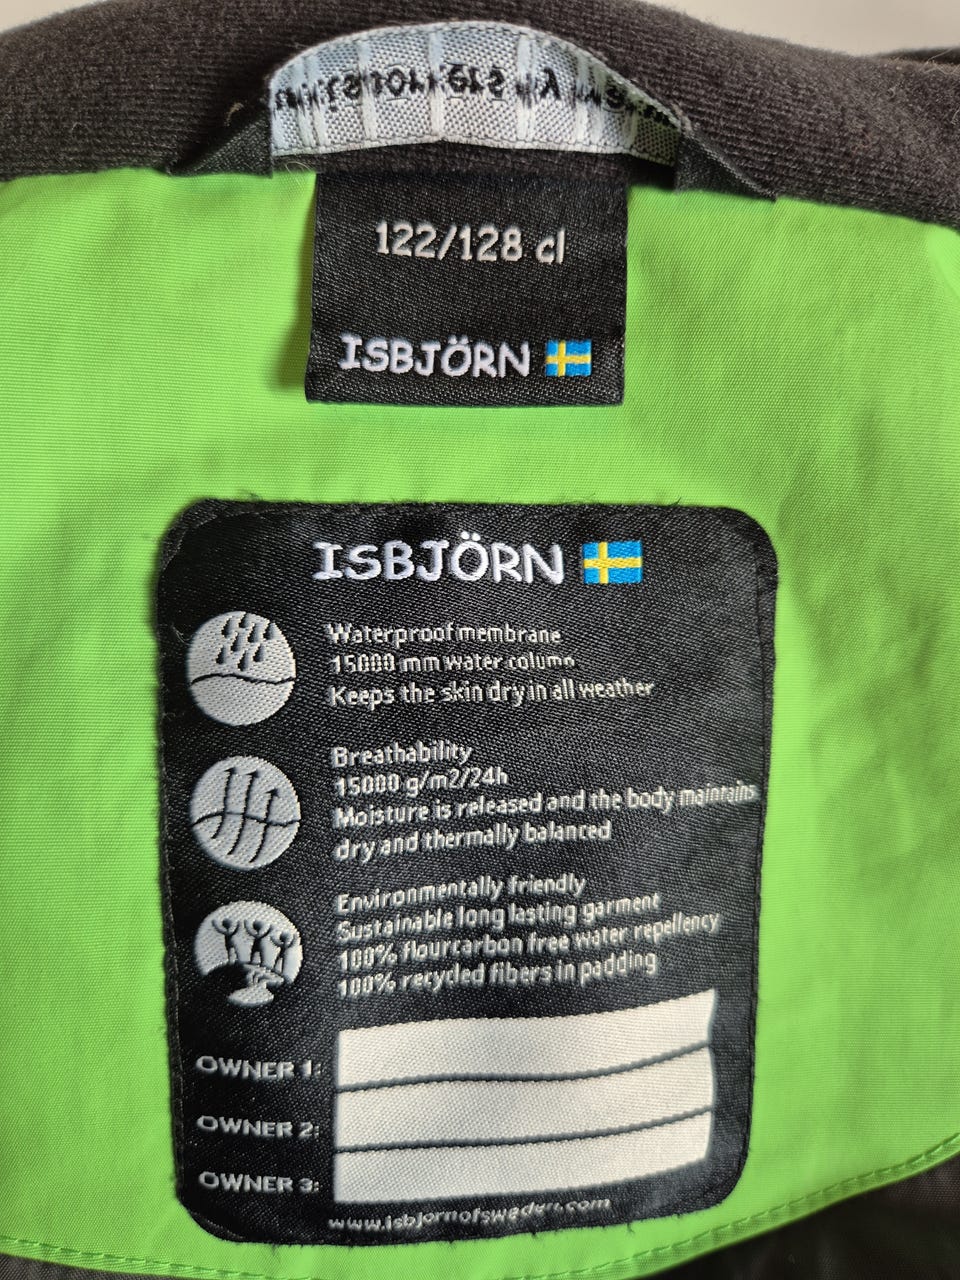 122/128 cl
ISBJÖRN
ISBJÖRN
Waterproof membrane
15000 mm water column
Keeps the skin dry in all weather
Breathability
15000 g/m2/24h
Moisture is released and the body maintains
dry and thermally balanced
Environmentally friendly
Sustainable long lasting garment
100% flourcarbon free water repellency
100% recycled fibers in padding
OWNER 1:
OWNER 2:
OWNER 3:
www.isbjornofsweden.com